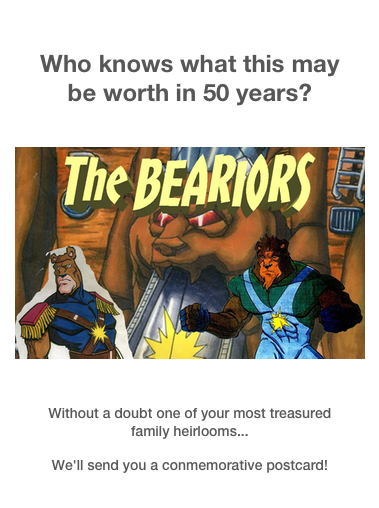 Who knows what this may
be worth in 50 years?
The BEARIORS
Without a doubt one of your most treasured
family heirlooms...
We'll send you a conmemorative postcard!